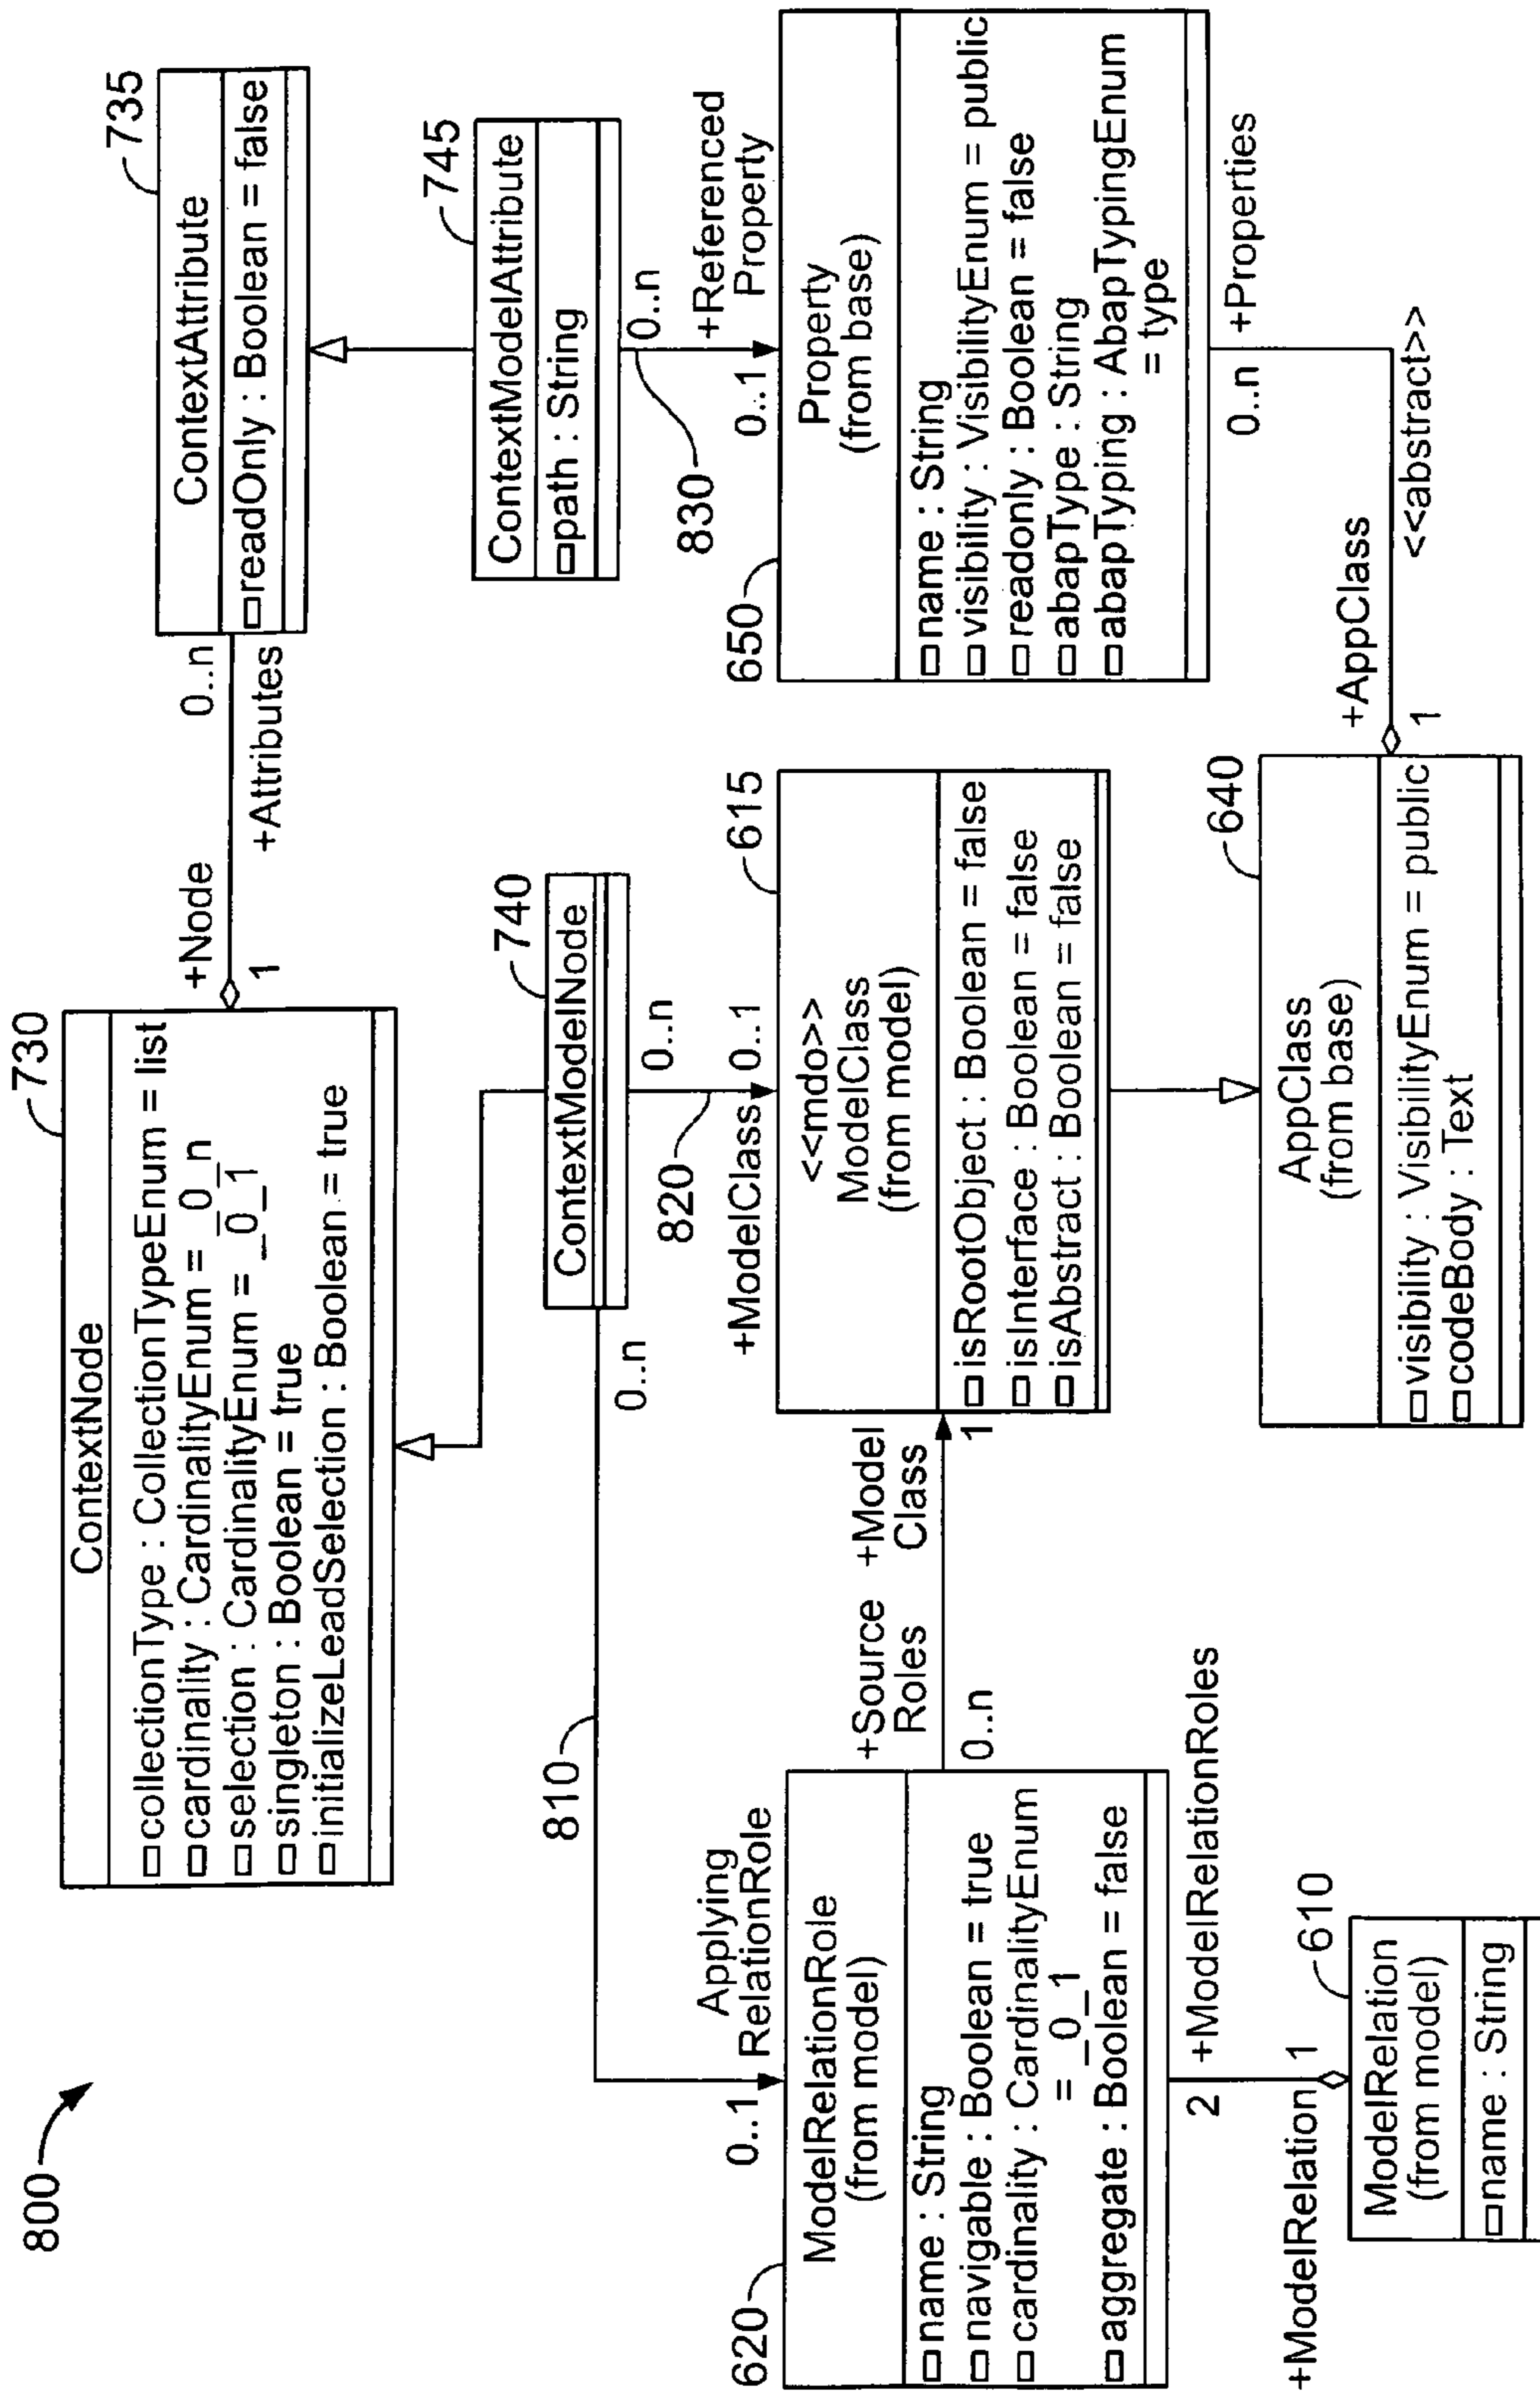 800
730
ContextNode
▫collectionType : CollectionTypeEnum = list
▫cardinality : CardinalityEnum = _0_n
▫selection : CardinalityEnum = _0_1
▫singleton : Boolean = true
▫initializeLeadSelection : Boolean = true
+Node
1
0..n
+Attributes
735
ContextAttribute
▫readOnly : Boolean = false
745
ContextModelAttribute
▫path : String
740
ContextModelNode
0..n
0..n
810
820
+ModelClass
0..1
0..n
830
0..1
+Referenced
Property
Applying
RelationRole
0..1
620
ModelRelationRole
(from model)
▫name : String
▫navigable : Boolean = true
▫cardinality : CardinalityEnum
= _0_1
▫aggregate : Boolean = false
+Source
Roles
0..n
+Model
Class
1
615
<<mdo>>
ModelClass
(from model)
▫isRootObject : Boolean = false
▫isInterface : Boolean = false
▫isAbstract : Boolean = false
650
Property
(from base)
▫name : String
▫visibility : VisibilityEnum = public
▫readonly : Boolean = false
▫abapType : String
▫abapTyping : AbapTypingEnum
= type
2
+ModelRelationRoles
+ModelRelation
1
610
ModelRelation
(from model)
▫name : String
640
AppClass
(from base)
▫visibility : VisibilityEnum = public
▫codeBody : Text
+AppClass
1
0..n
+Properties
<<abstract>>